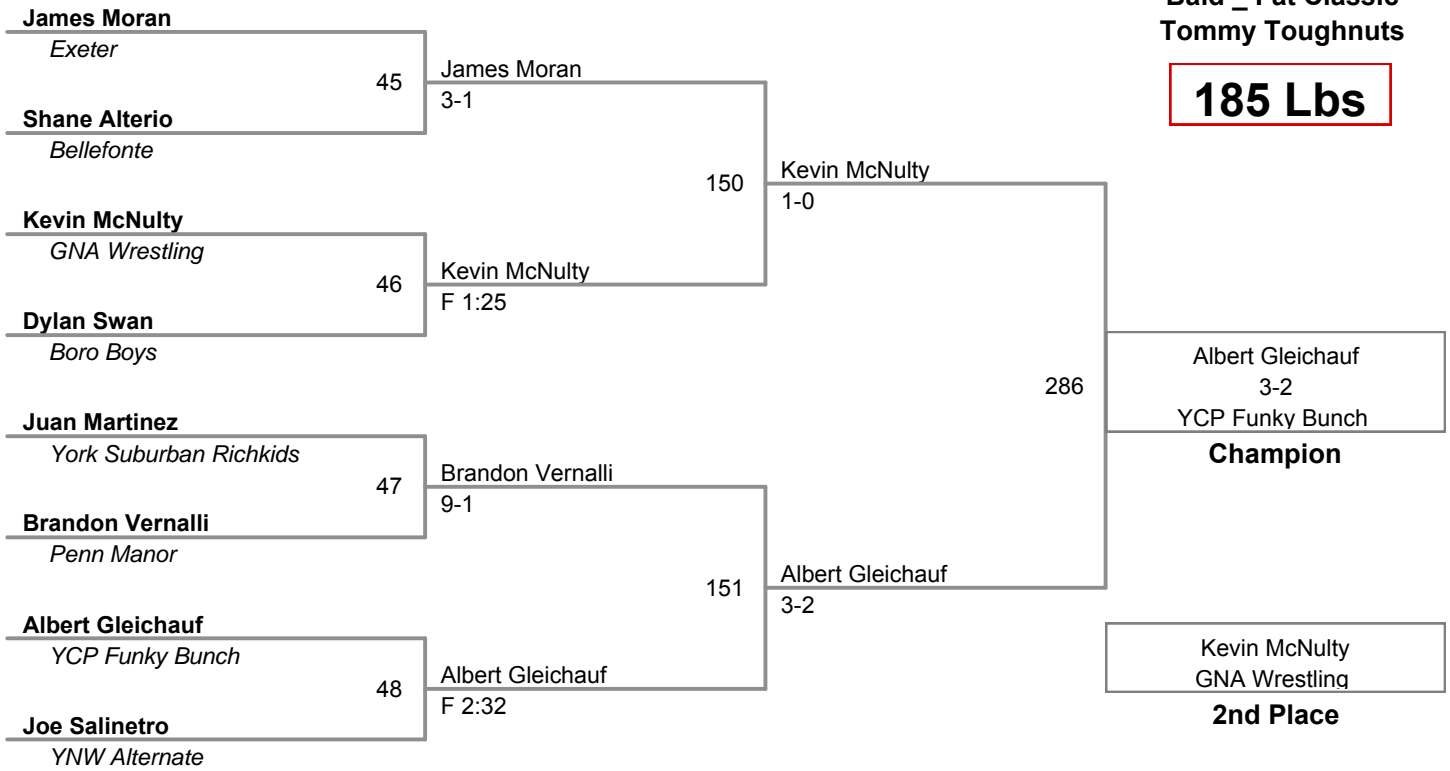 Tommy Toughnuts
185 Lbs
James Moran
Exeter
45
James Moran
3-1
Shane Alterio
Bellefonte
150
Kevin McNulty
1-0
Kevin McNulty
GNA Wrestling
46
Kevin McNulty
F 1:25
Dylan Swan
Boro Boys
286
Albert Gleichauf
3-2
YCP Funky Bunch
Champion
Juan Martinez
York Suburban Richkids
47
Brandon Vernalli
9-1
Brandon Vernalli
Penn Manor
151
Albert Gleichauf
3-2
Albert Gleichauf
YCP Funky Bunch
48
Albert Gleichauf
F 2:32
Joe Salinetro
YNW Alternate
Kevin McNulty
GNA Wrestling
2nd Place